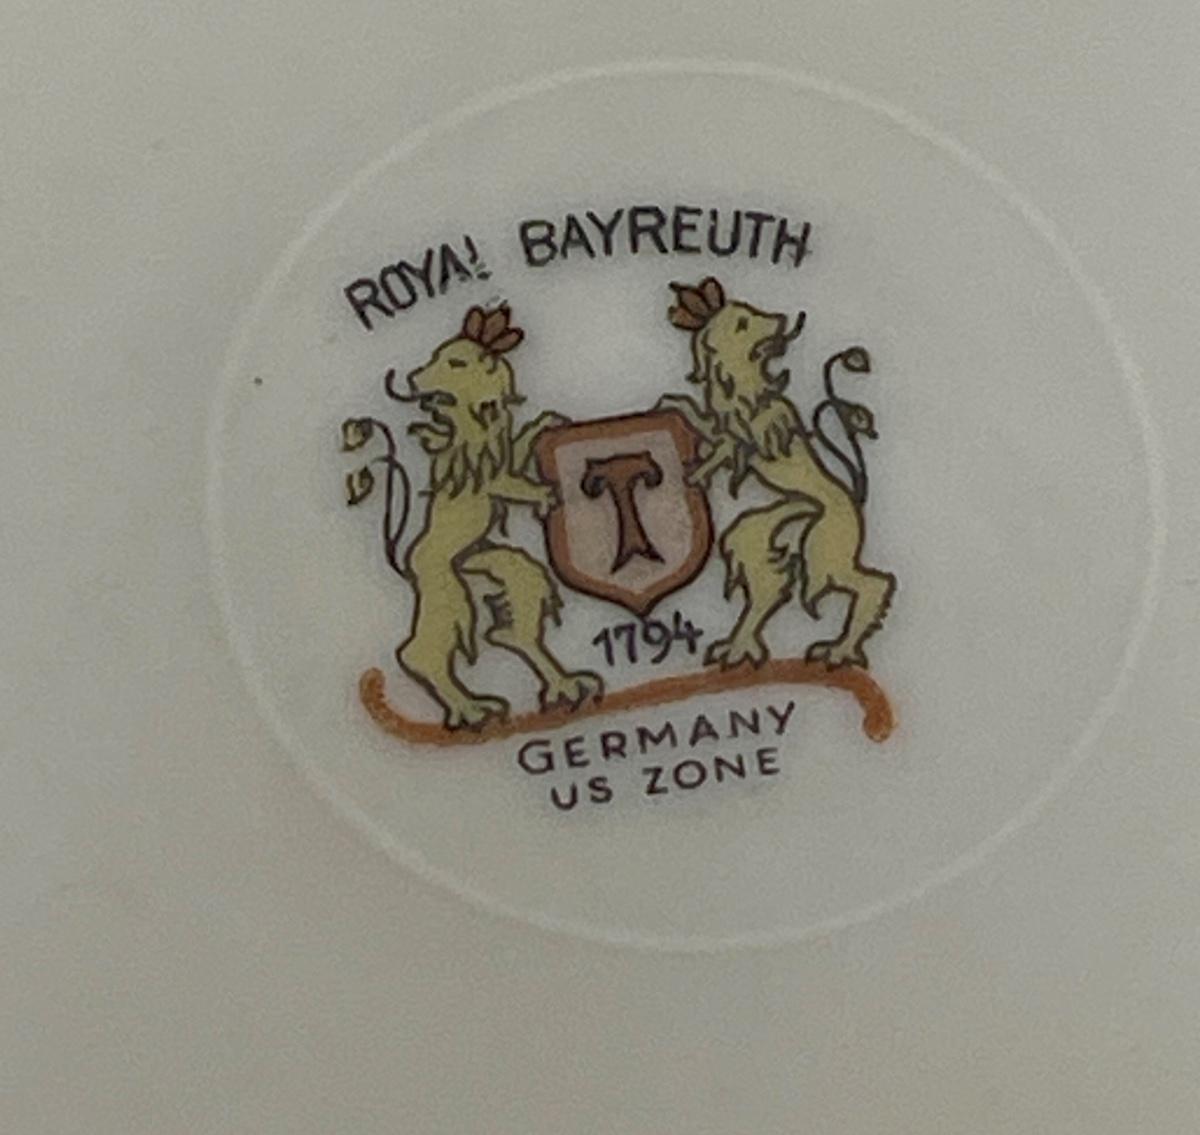 ROYAL BAYREUTH
T
1794
GERMANY
US ZONE